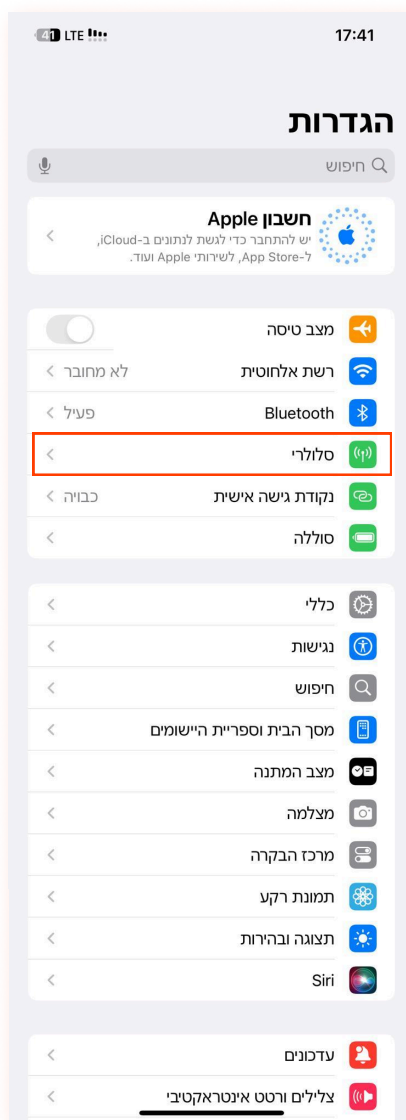 17:41
LTE 41
הגדרות
חיפוש
חשבון Apple
יש להתחבר כדי לגשת לנתונים ב-iCloud,
ל-App Store, לשירותי Apple ועוד.
מצב טיסה
רשת אלחוטית לא מחובר
Bluetooth פעיל
סלולרי
נקודת גישה אישית כבויה
סוללה
כללי
נגישות
חיפוש
מסך הבית וספריית היישומים
מצב המתנה
מצלמה
מרכז הבקרה
תמונת רקע
תצוגה ובהירות
Siri
עדכונים
צלילים ורטט אינטראקטיבי